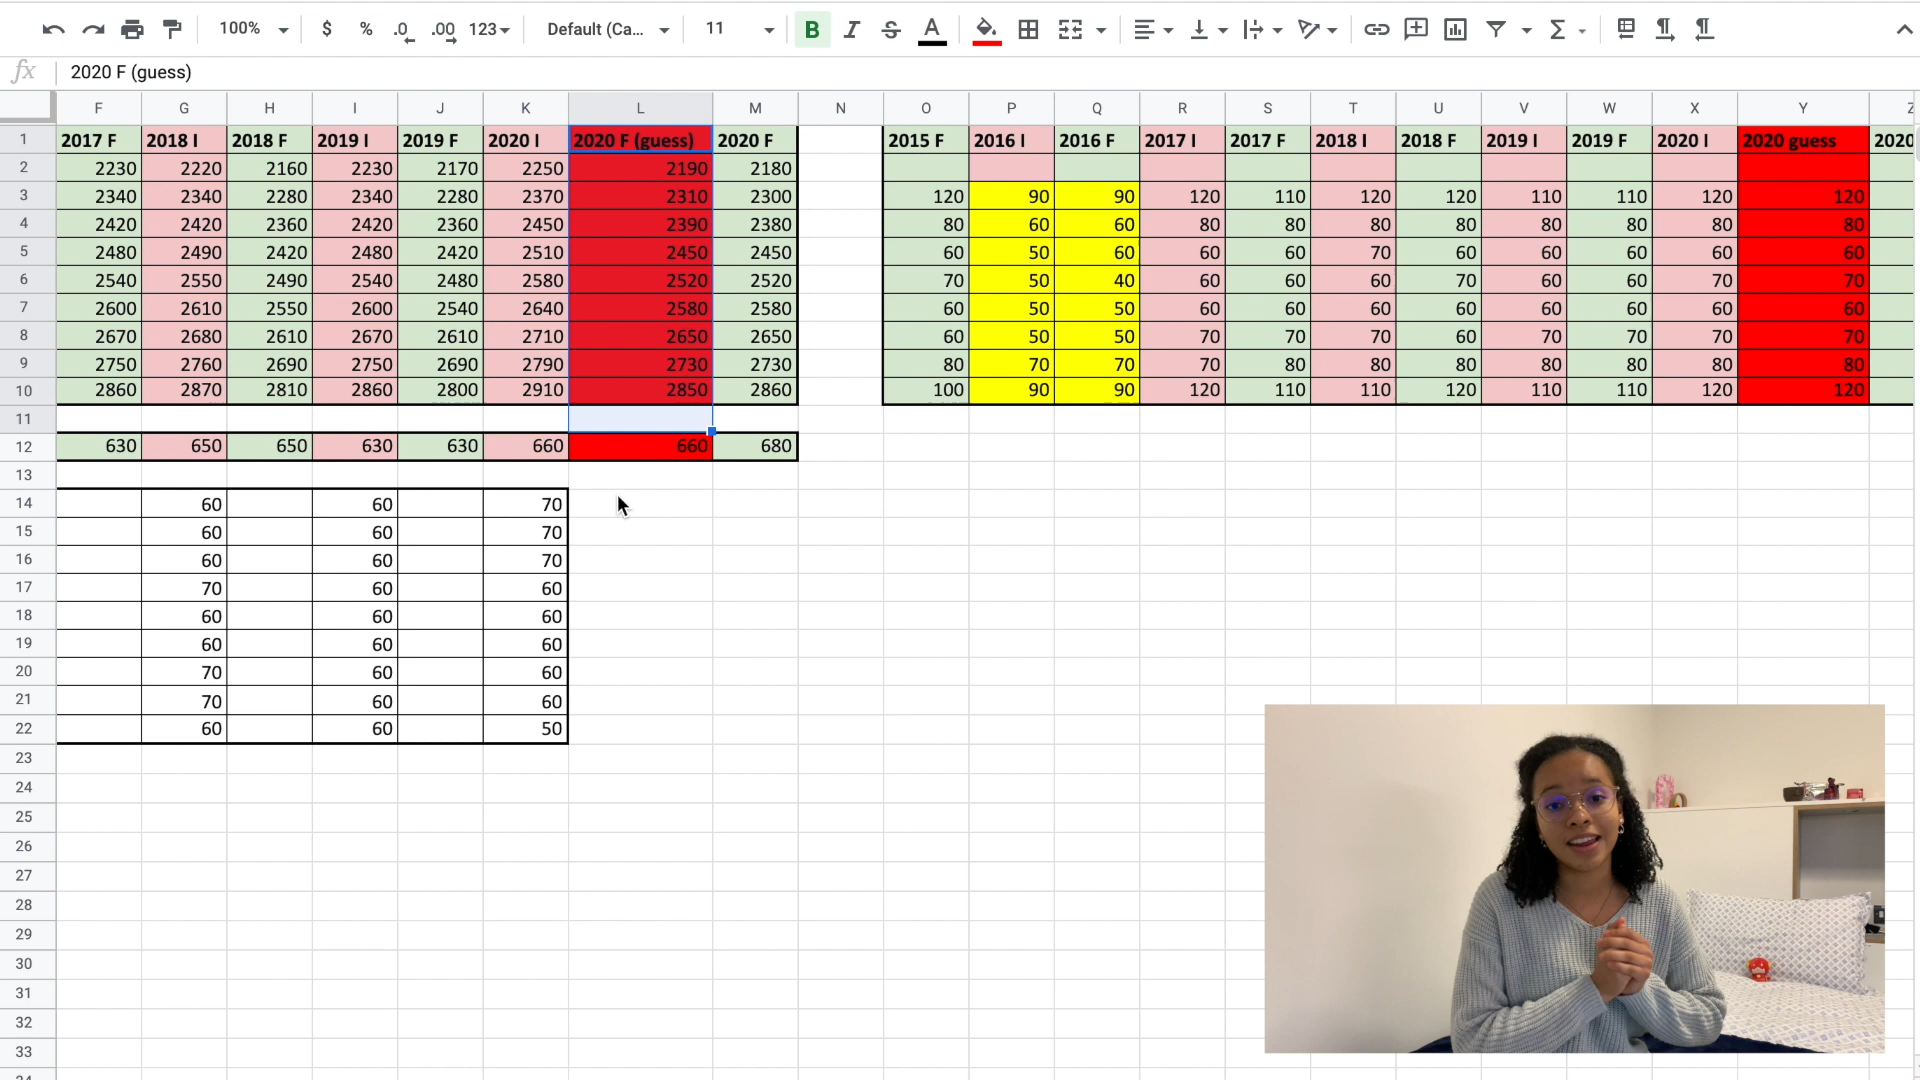 100% $ % .0 .00 123 Default (Ca... 11 B I S A
fx 2020 F (guess)
F G H I J K L M N O P Q R S T U V W X Y Z
1 2017 F 2018 I 2018 F 2019 I 2019 F 2020 I 2020 F (guess) 2020 F 2015 F 2016 I 2016 F 2017 I 2017 F 2018 I 2018 F 2019 I 2019 F 2020 I 2020 guess 2020
2 2230 2220 2160 2230 2170 2250 2190 2180
3 2340 2340 2280 2340 2280 2370 2310 2300 120 90 90 120 110 120 120 110 110 120 120
4 2420 2420 2360 2420 2360 2450 2390 2380 80 60 60 80 80 80 80 80 80 80 80
5 2480 2490 2420 2480 2420 2510 2450 2450 60 50 60 60 60 70 60 60 60 60 60
6 2540 2550 2490 2540 2480 2580 2520 2520 70 50 40 60 60 60 70 60 60 70 70
7 2600 2610 2550 2600 2540 2640 2580 2580 60 50 50 60 60 60 60 60 60 60 60
8 2670 2680 2610 2670 2610 2710 2650 2650 60 50 50 70 70 70 60 70 70 70 70
9 2750 2760 2690 2750 2690 2790 2730 2730 80 70 70 70 80 80 80 80 80 80 80
10 2860 2870 2810 2860 2800 2910 2850 2860 100 90 90 120 110 110 120 110 110 120 120
11
12 630 650 650 630 630 660 660 680
13
14 60 60 70
15 60 60 70
16 60 60 70
17 70 60 60
18 60 60 60
19 60 60 60
20 70 60 60
21 70 60 60
22 60 60 50
23
24
25
26
27
28
29
30
31
32
33